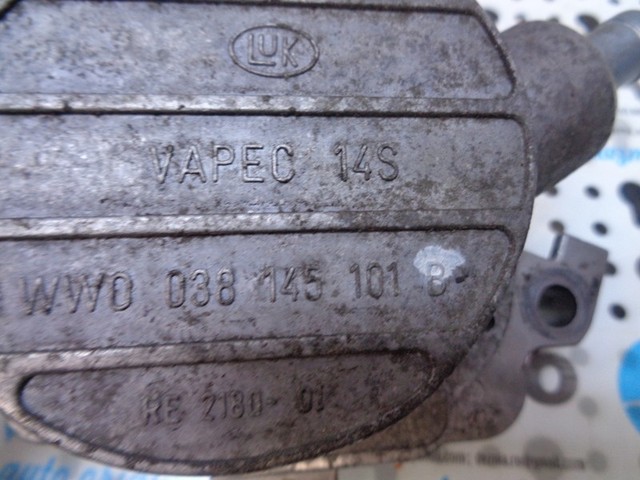 LUK
VAPEC 14S
WWO 038 145 101 B
RE 2180- 01